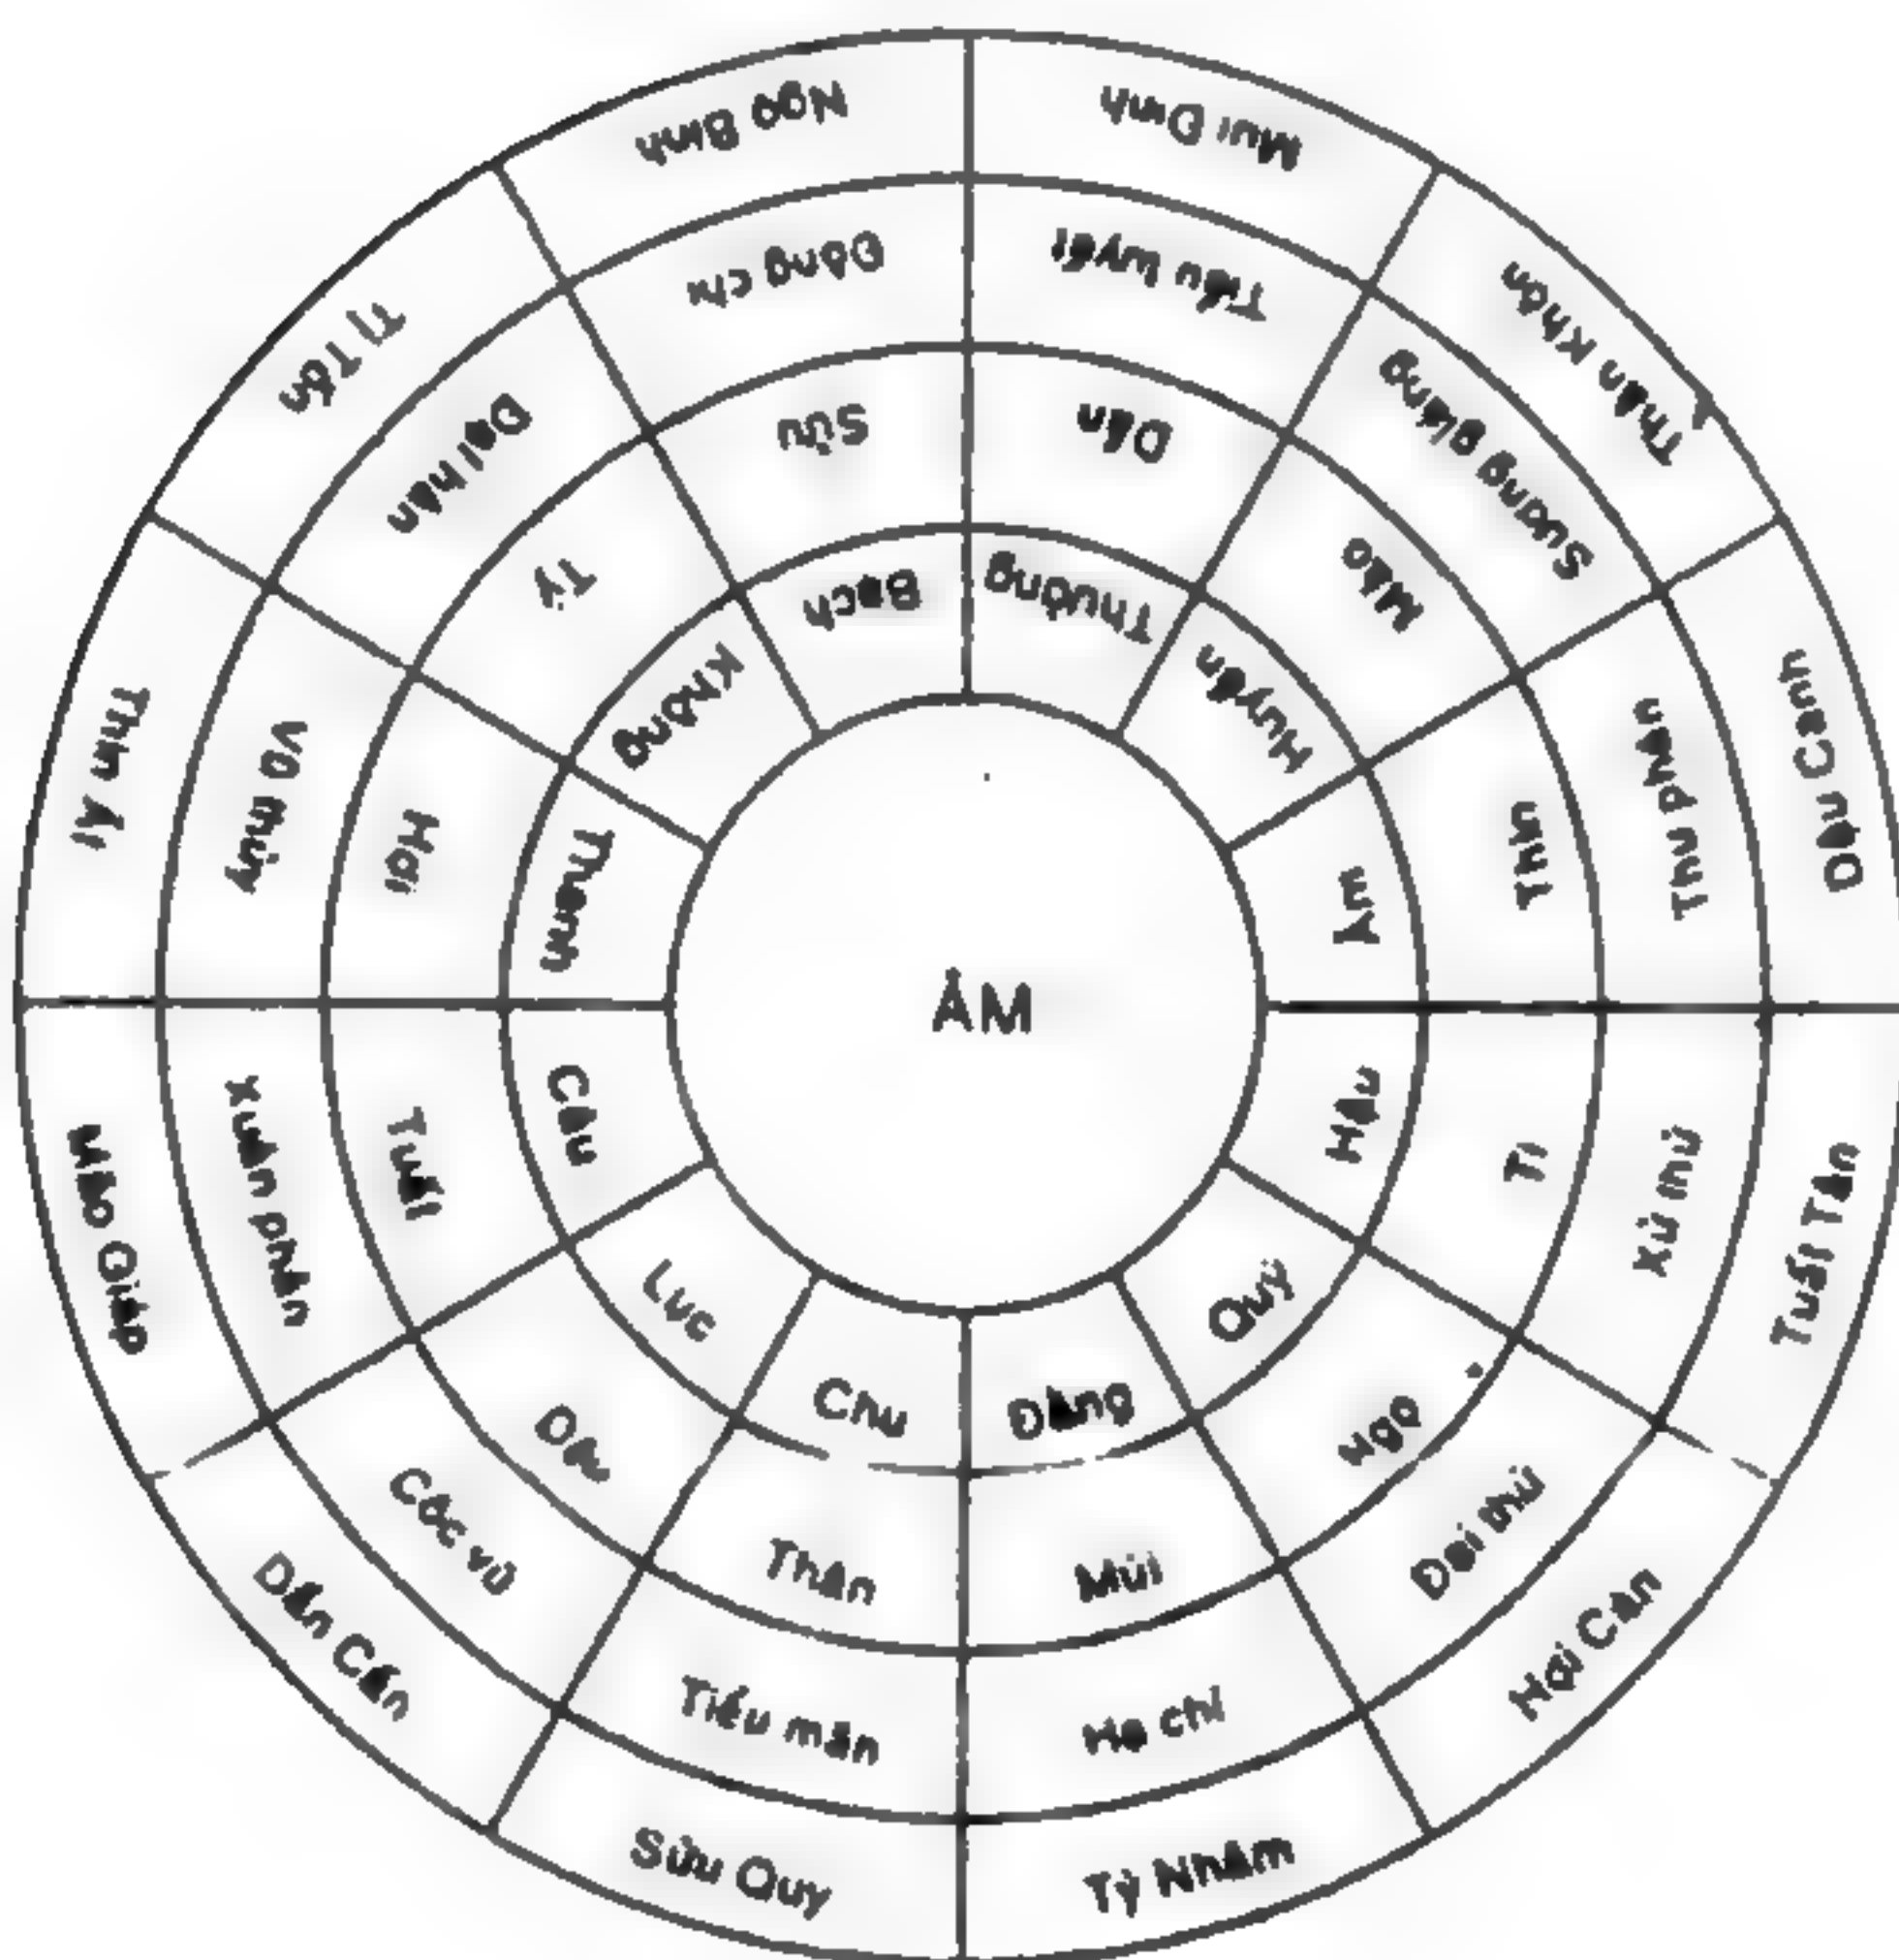 Ngọ Bính
Mùi Đinh
Thân Khôn
Dậu Canh
Tuất Tân
Hợi Càn
Tý Nhâm
Sửu Quý
Dần Cấn
Mão Giáp
Thìn Ất
Tị Tốn
Đông chí
Tiểu tuyết
Sương giáng
Thu phân
Xử thử
Đại thử
Hạ chí
Tiểu mãn
Cốc vũ
Xuân phân
Vũ thủy
Đại hàn
Sửu
Dần
Mão
Thìn
Tị
Ngọ
Mùi
Thân
Dậu
Tuất
Hợi
Tý
Bạch
Thường
Huyền
Âm
Hậu
Quý
Đằng
Chu
Lục
Câu
Thanh
Không
ÂM